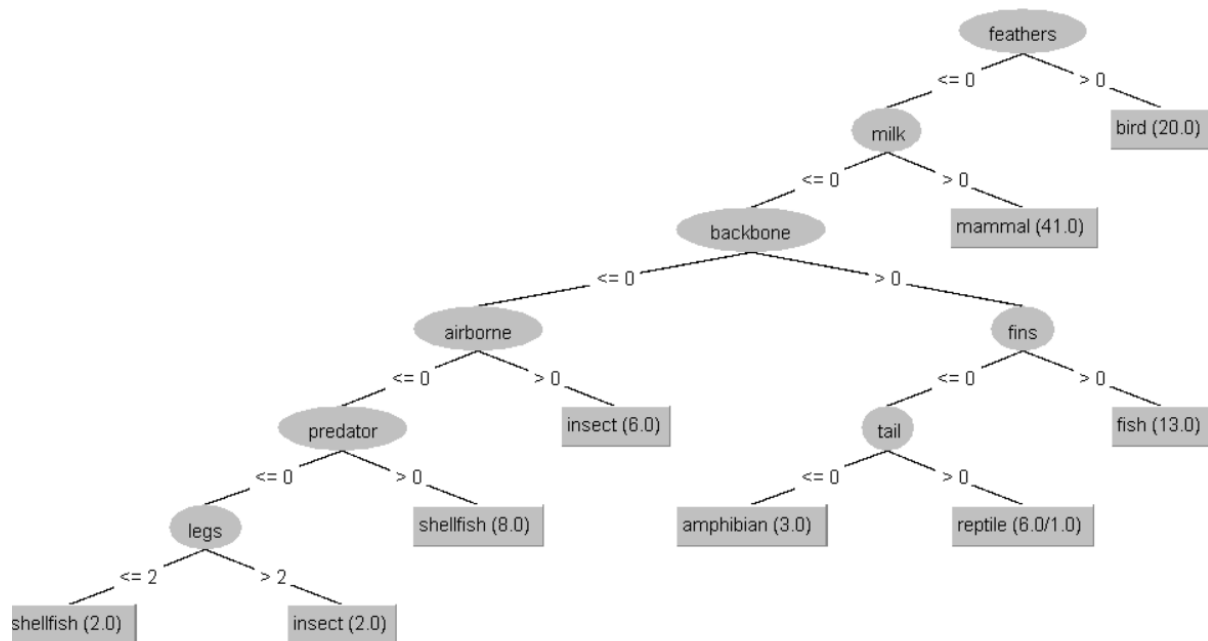 feathers
<= 0
> 0
milk
bird (20.0)
<= 0
> 0
backbone
mammal (41.0)
<= 0
> 0
airborne
fins
<= 0
> 0
<= 0
> 0
predator
insect (6.0)
tail
fish (13.0)
<= 0
> 0
<= 0
> 0
legs
shellfish (8.0)
amphibian (3.0)
reptile (6.0/1.0)
<= 2
> 2
shellfish (2.0)
insect (2.0)